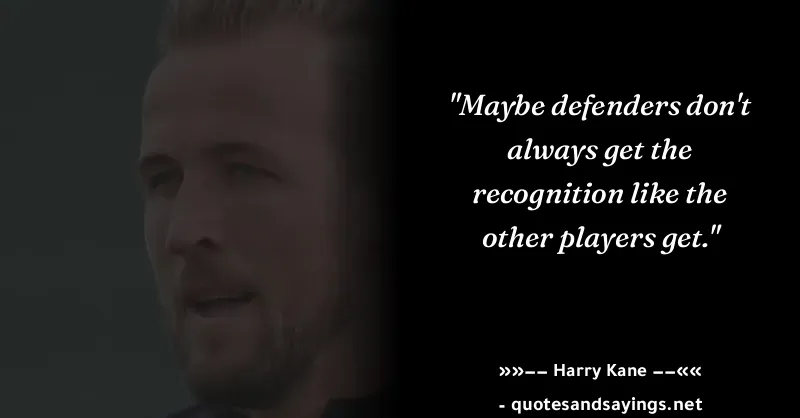 "Maybe defenders don't
always get the
recognition like the
other players get."
»»−− Harry Kane −−««
- quotesandsayings.net